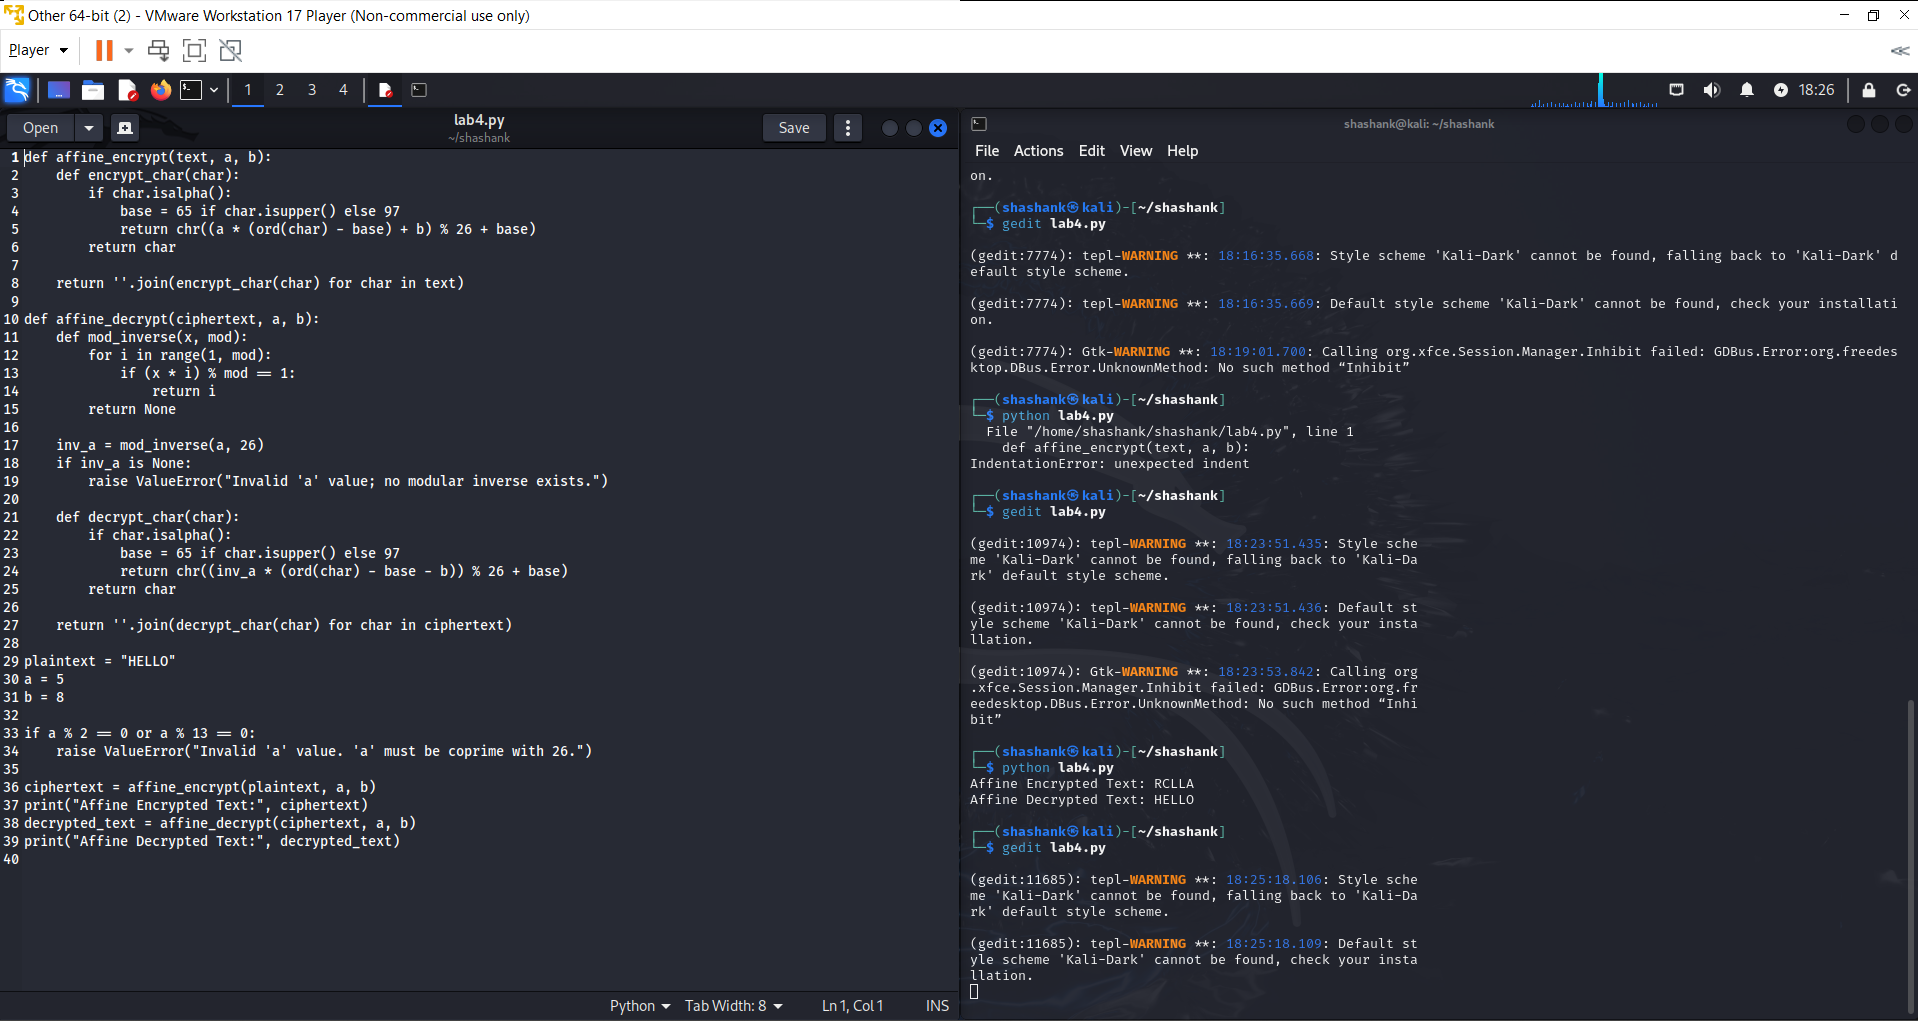 Other 64-bit (2) - VMware Workstation 17 Player (Non-commercial use only)
Player
1 2 3 4
18:26
Open
lab4.py
~/shashank
Save
1 def affine_encrypt(text, a, b):
2     def encrypt_char(char):
3         if char.isalpha():
4             base = 65 if char.isupper() else 97
5             return chr((a * (ord(char) - base) + b) % 26 + base)
6         return char
7
8     return ''.join(encrypt_char(char) for char in text)
9
10 def affine_decrypt(ciphertext, a, b):
11     def mod_inverse(x, mod):
12         for i in range(1, mod):
13             if (x * i) % mod == 1:
14                 return i
15         return None
16
17     inv_a = mod_inverse(a, 26)
18     if inv_a is None:
19         raise ValueError("Invalid 'a' value; no modular inverse exists.")
20
21     def decrypt_char(char):
22         if char.isalpha():
23             base = 65 if char.isupper() else 97
24             return chr((inv_a * (ord(char) - base - b)) % 26 + base)
25         return char
26
27     return ''.join(decrypt_char(char) for char in ciphertext)
28
29 plaintext = "HELLO"
30 a = 5
31 b = 8
32
33 if a % 2 == 0 or a % 13 == 0:
34     raise ValueError("Invalid 'a' value. 'a' must be coprime with 26.")
35
36 ciphertext = affine_encrypt(plaintext, a, b)
37 print("Affine Encrypted Text:", ciphertext)
38 decrypted_text = affine_decrypt(ciphertext, a, b)
39 print("Affine Decrypted Text:", decrypted_text)
40
Python
Tab Width: 8
Ln 1, Col 1
INS
shashank@kali: ~/shashank
File Actions Edit View Help
on.
┌──(shashank㉿kali)-[~/shashank]
└─$ gedit lab4.py
(gedit:7774): tepl-WARNING **: 18:16:35.668: Style scheme 'Kali-Dark' cannot be found, falling back to 'Kali-Dark' d
efault style scheme.
(gedit:7774): tepl-WARNING **: 18:16:35.669: Default style scheme 'Kali-Dark' cannot be found, check your installati
on.
(gedit:7774): Gtk-WARNING **: 18:19:01.700: Calling org.xfce.Session.Manager.Inhibit failed: GDBus.Error:org.freedes
ktop.DBus.Error.UnknownMethod: No such method “Inhibit”
┌──(shashank㉿kali)-[~/shashank]
└─$ python lab4.py
  File "/home/shashank/shashank/lab4.py", line 1
    def affine_encrypt(text, a, b):
IndentationError: unexpected indent
┌──(shashank㉿kali)-[~/shashank]
└─$ gedit lab4.py
(gedit:10974): tepl-WARNING **: 18:23:51.435: Style sche
me 'Kali-Dark' cannot be found, falling back to 'Kali-Da
rk' default style scheme.
(gedit:10974): tepl-WARNING **: 18:23:51.436: Default st
yle scheme 'Kali-Dark' cannot be found, check your insta
llation.
(gedit:10974): Gtk-WARNING **: 18:23:53.842: Calling org
.xfce.Session.Manager.Inhibit failed: GDBus.Error:org.fr
eedesktop.DBus.Error.UnknownMethod: No such method “Inhi
bit”
┌──(shashank㉿kali)-[~/shashank]
└─$ python lab4.py
Affine Encrypted Text: RCLLA
Affine Decrypted Text: HELLO
┌──(shashank㉿kali)-[~/shashank]
└─$ gedit lab4.py
(gedit:11685): tepl-WARNING **: 18:25:18.106: Style sche
me 'Kali-Dark' cannot be found, falling back to 'Kali-Da
rk' default style scheme.
(gedit:11685): tepl-WARNING **: 18:25:18.109: Default st
yle scheme 'Kali-Dark' cannot be found, check your insta
llation.